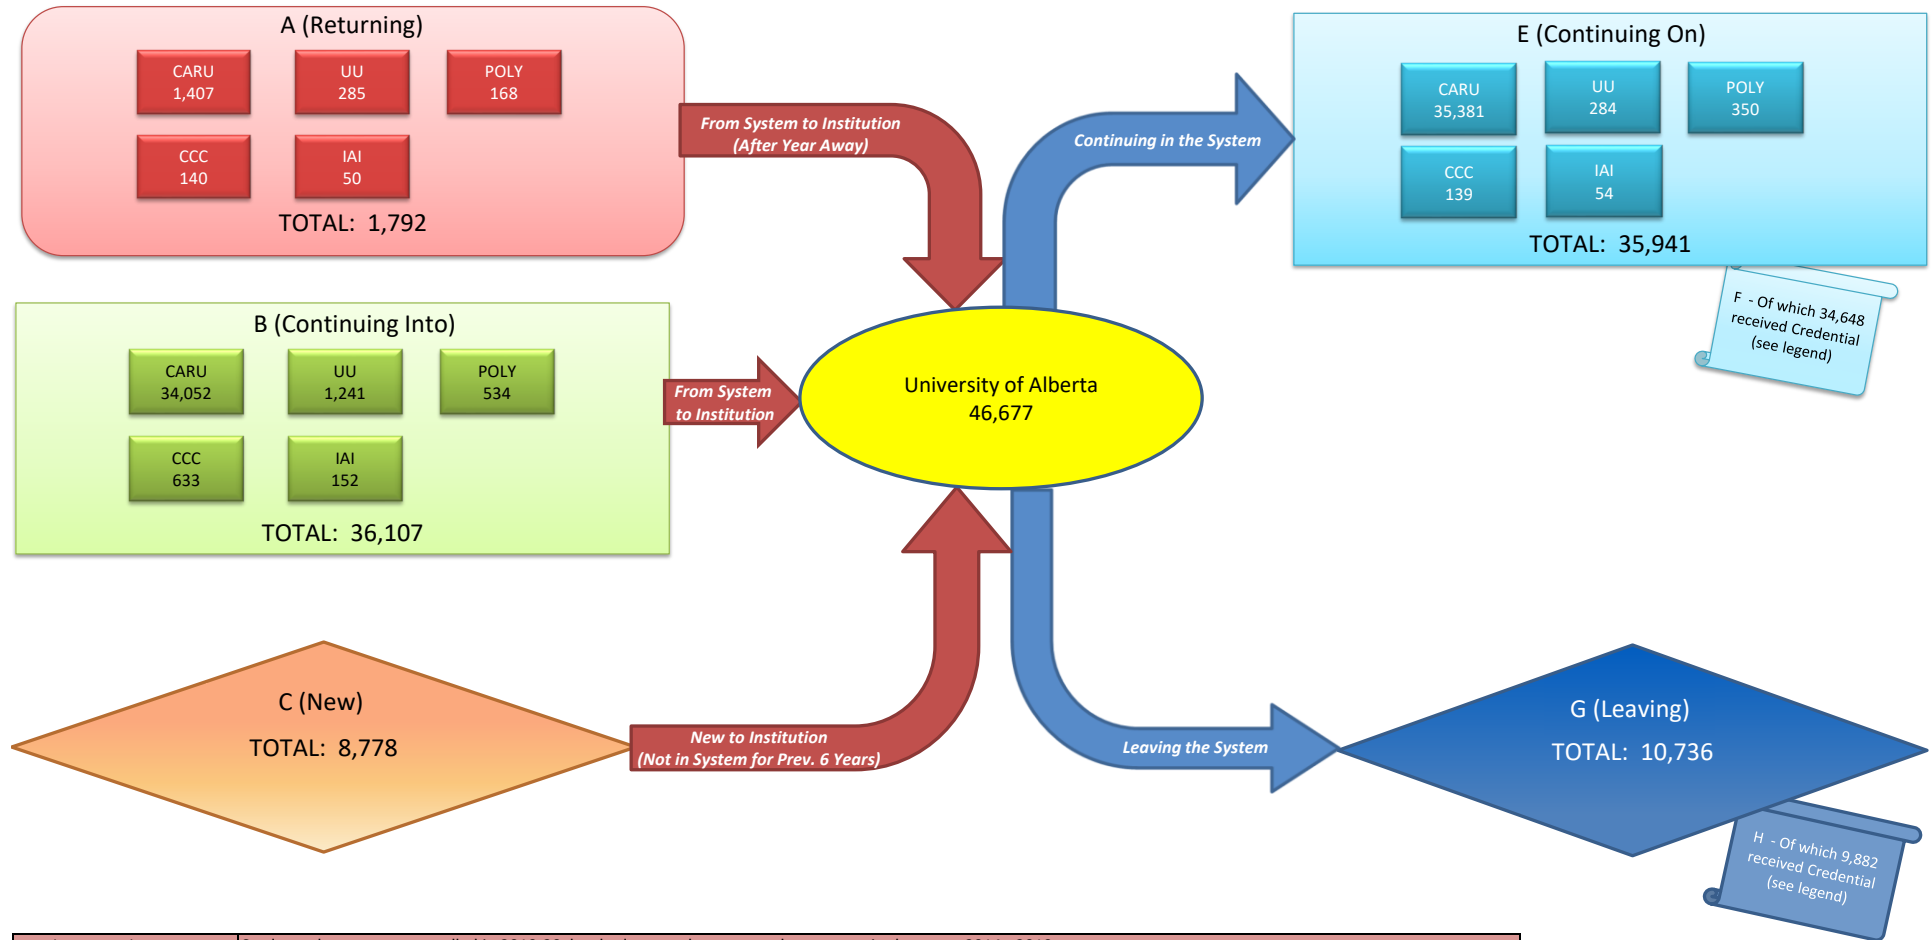 A (Returning)
CARU
1,407
UU
285
POLY
168
CCC
140
IAI
50
TOTAL: 1,792
From System to Institution
(After Year Away)
Continuing in the System
E (Continuing On)
CARU
35,381
UU
284
POLY
350
CCC
139
IAI
54
TOTAL: 35,941
F - Of which 34,648
received Credential
(see legend)
B (Continuing Into)
CARU
34,052
UU
1,241
POLY
534
CCC
633
IAI
152
TOTAL: 36,107
From System
to Institution
University of Alberta
46,677
C (New)
TOTAL: 8,778
New to Institution
(Not in System for Prev. 6 Years)
Leaving the System
G (Leaving)
TOTAL: 10,736
H - Of which 9,882
received Credential
(see legend)